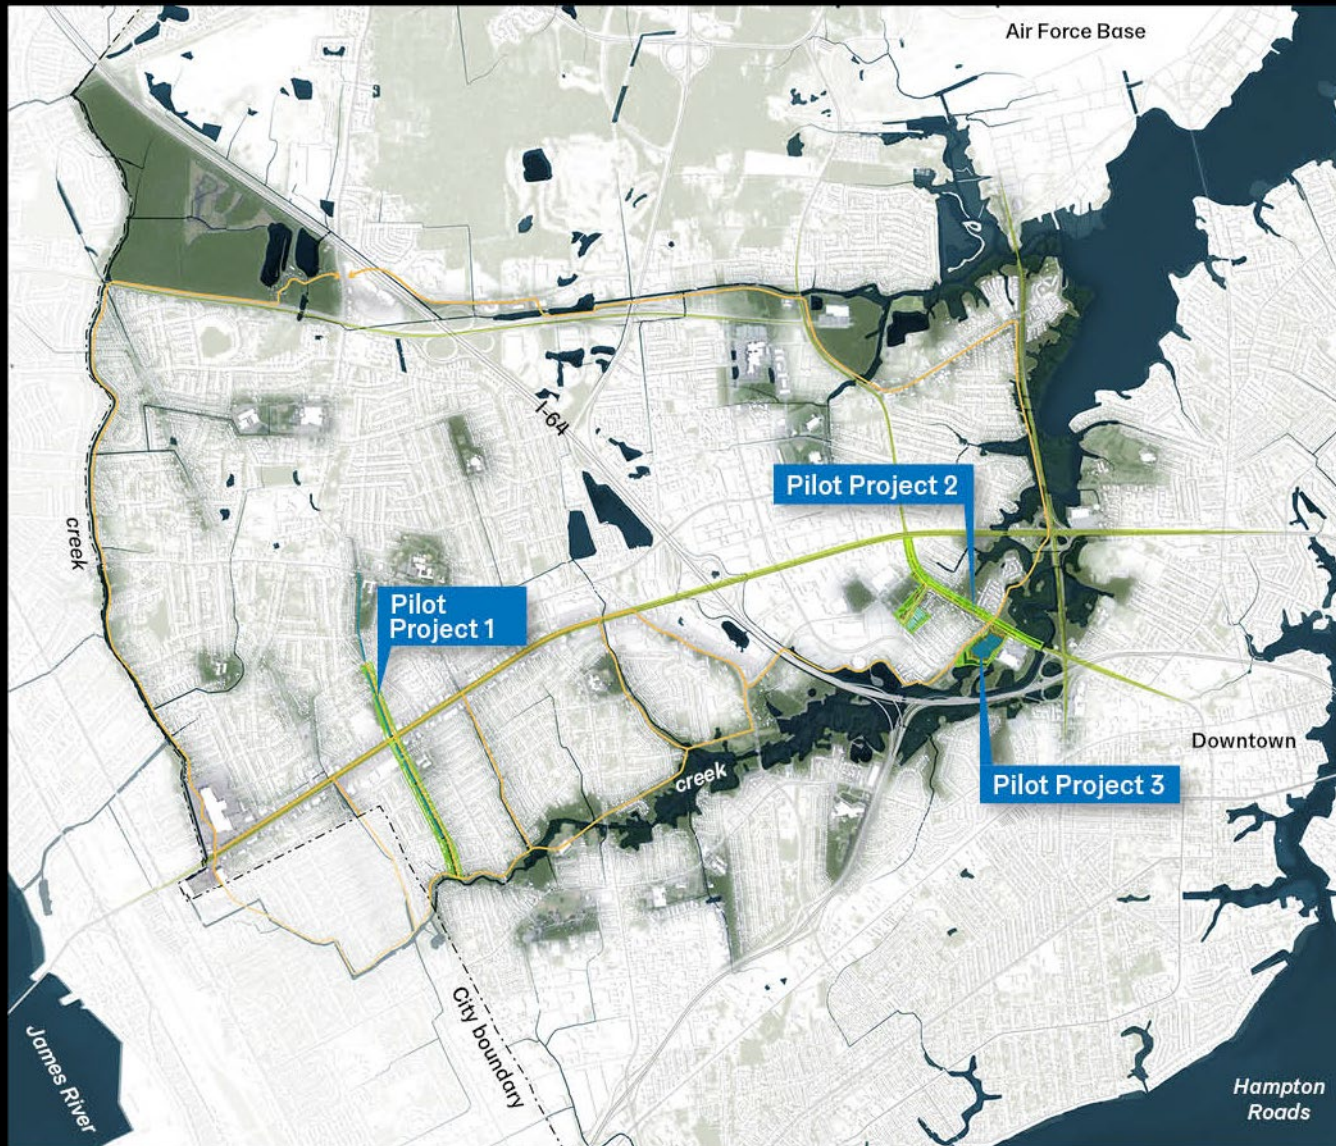 Air Force Base
I-64
Pilot Project 2
creek
Pilot
Project 1
Downtown
creek
Pilot Project 3
City boundary
James River
Hampton
Roads